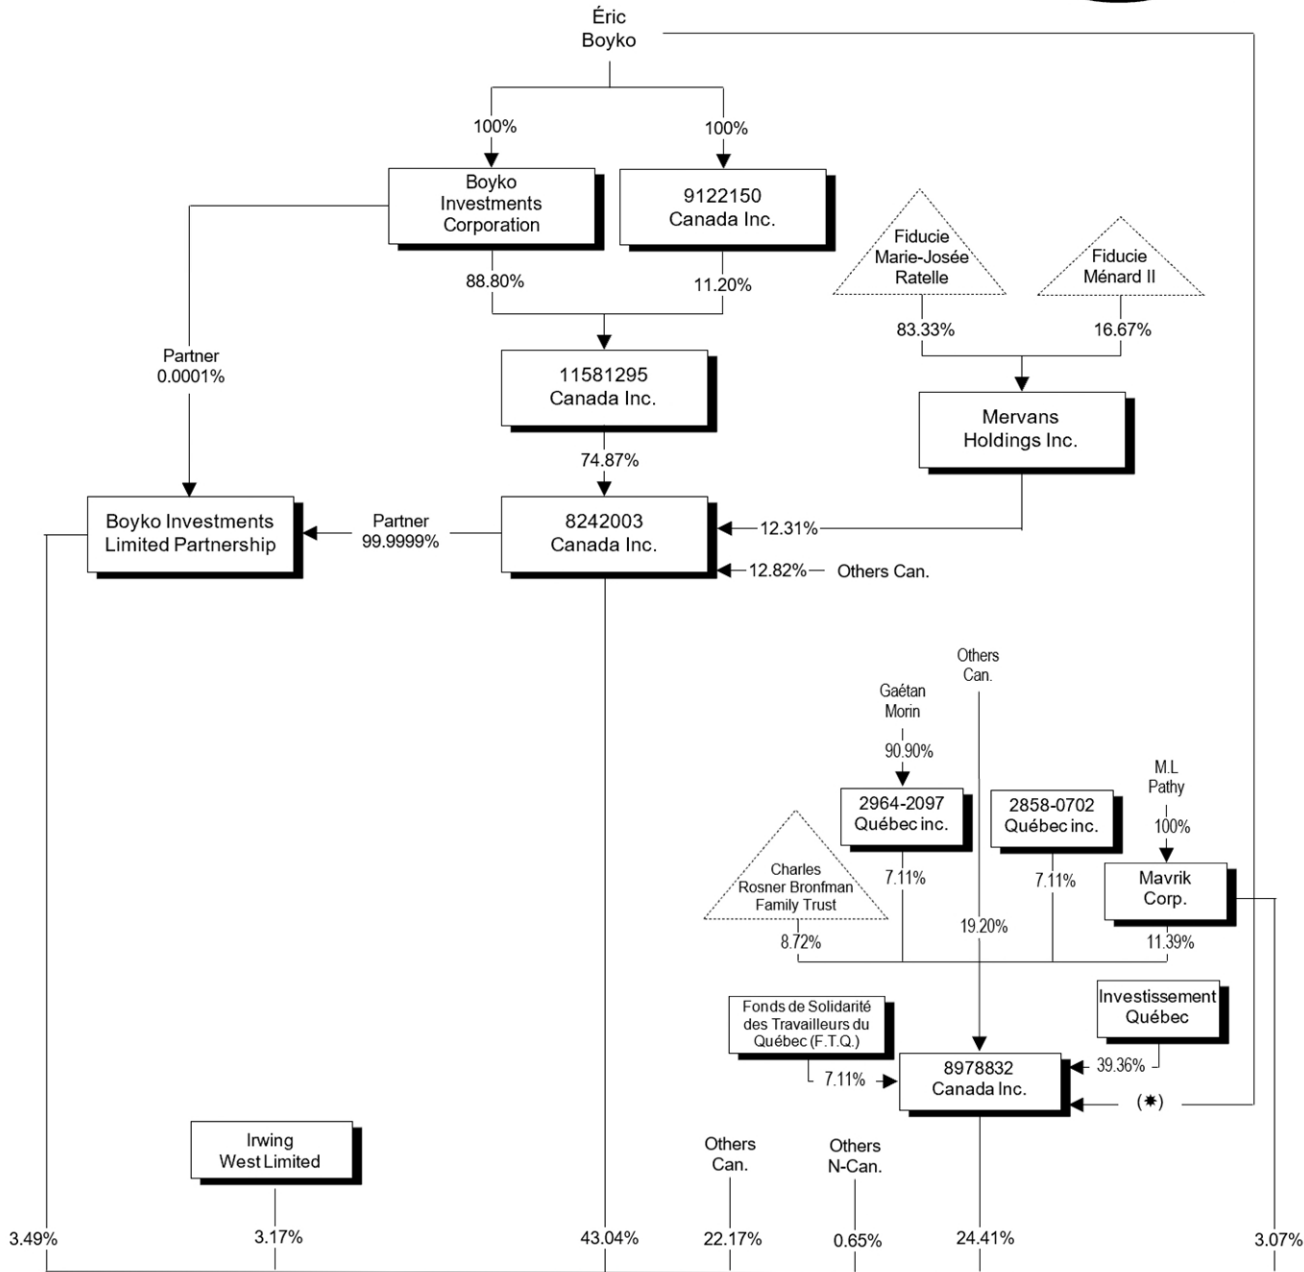 Éric
Boyko
100%
100%
Boyko
Investments
Corporation
9122150
Canada Inc.
Fiducie
Marie-Josée
Ratelle
Fiducie
Ménard II
88.80%
11.20%
83.33%
16.67%
Partner
0.0001%
11581295
Canada Inc.
Mervans
Holdings Inc.
74.87%
Boyko Investments
Limited Partnership
Partner
99.9999%
8242003
Canada Inc.
12.31%
12.82%
Others Can.
Others
Can.
Gaétan
Morin
90.90%
M.L
Pathy
100%
2964-2097
Québec inc.
2858-0702
Québec inc.
Charles
Rosner Bronfman
Family Trust
7.11%
7.11%
Mavrik
Corp.
8.72%
19.20%
11.39%
Fonds de Solidarité
des Travailleurs du
Québec (F.T.Q.)
Investissement
Québec
7.11%
8978832
Canada Inc.
39.36%
(✷)
Irwing
West Limited
Others
Can.
Others
N-Can.
3.49%
3.17%
43.04%
22.17%
0.65%
24.41%
3.07%